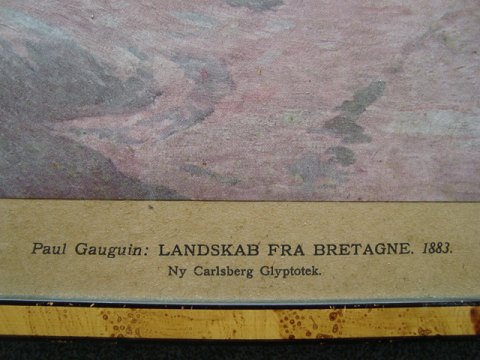 Paul Gauguin: LANDSKAB FRA BRETAGNE. 1883.
Ny Carlsberg Glyptotek.